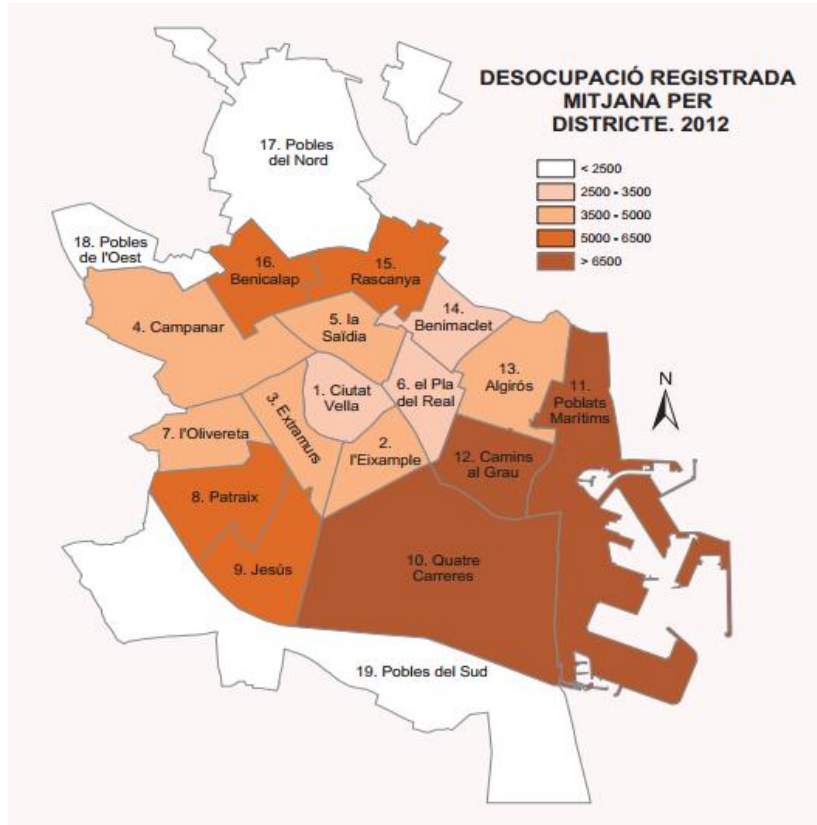 DESOCUPACIÓ REGISTRADA
MITJANA PER
DISTRICTE. 2012
< 2500
2500 - 3500
3500 - 5000
5000 - 6500
> 6500
17. Pobles
del Nord
18. Pobles
de l'Oest
16.
Benicalap
15.
Rascanya
14.
Benimaclet
4. Campanar
5. la
Saïdia
13.
Algirós
11.
Poblats
Marítims
N
1. Ciutat
Vella
6. el Pla
del Real
3. Extramurs
7. l'Olivereta
2.
l'Eixample
12. Camins
al Grau
8. Patraix
9. Jesús
10. Quatre
Carreres
19. Pobles del Sud